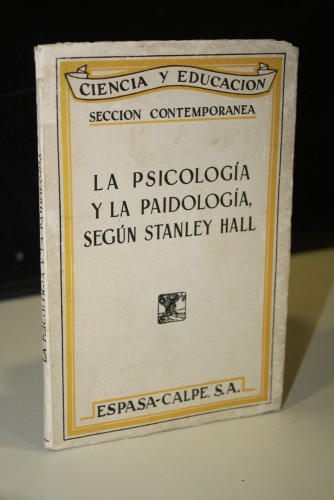 CIENCIA Y EDUCACION
SECCION CONTEMPORANEA
LA PSICOLOGÍA
Y LA PAIDOLOGÍA,
SEGÚN STANLEY HALL
ESPASA-CALPE, S.A.
LA PSICOLOGÍA Y LA PAIDOLOGÍA